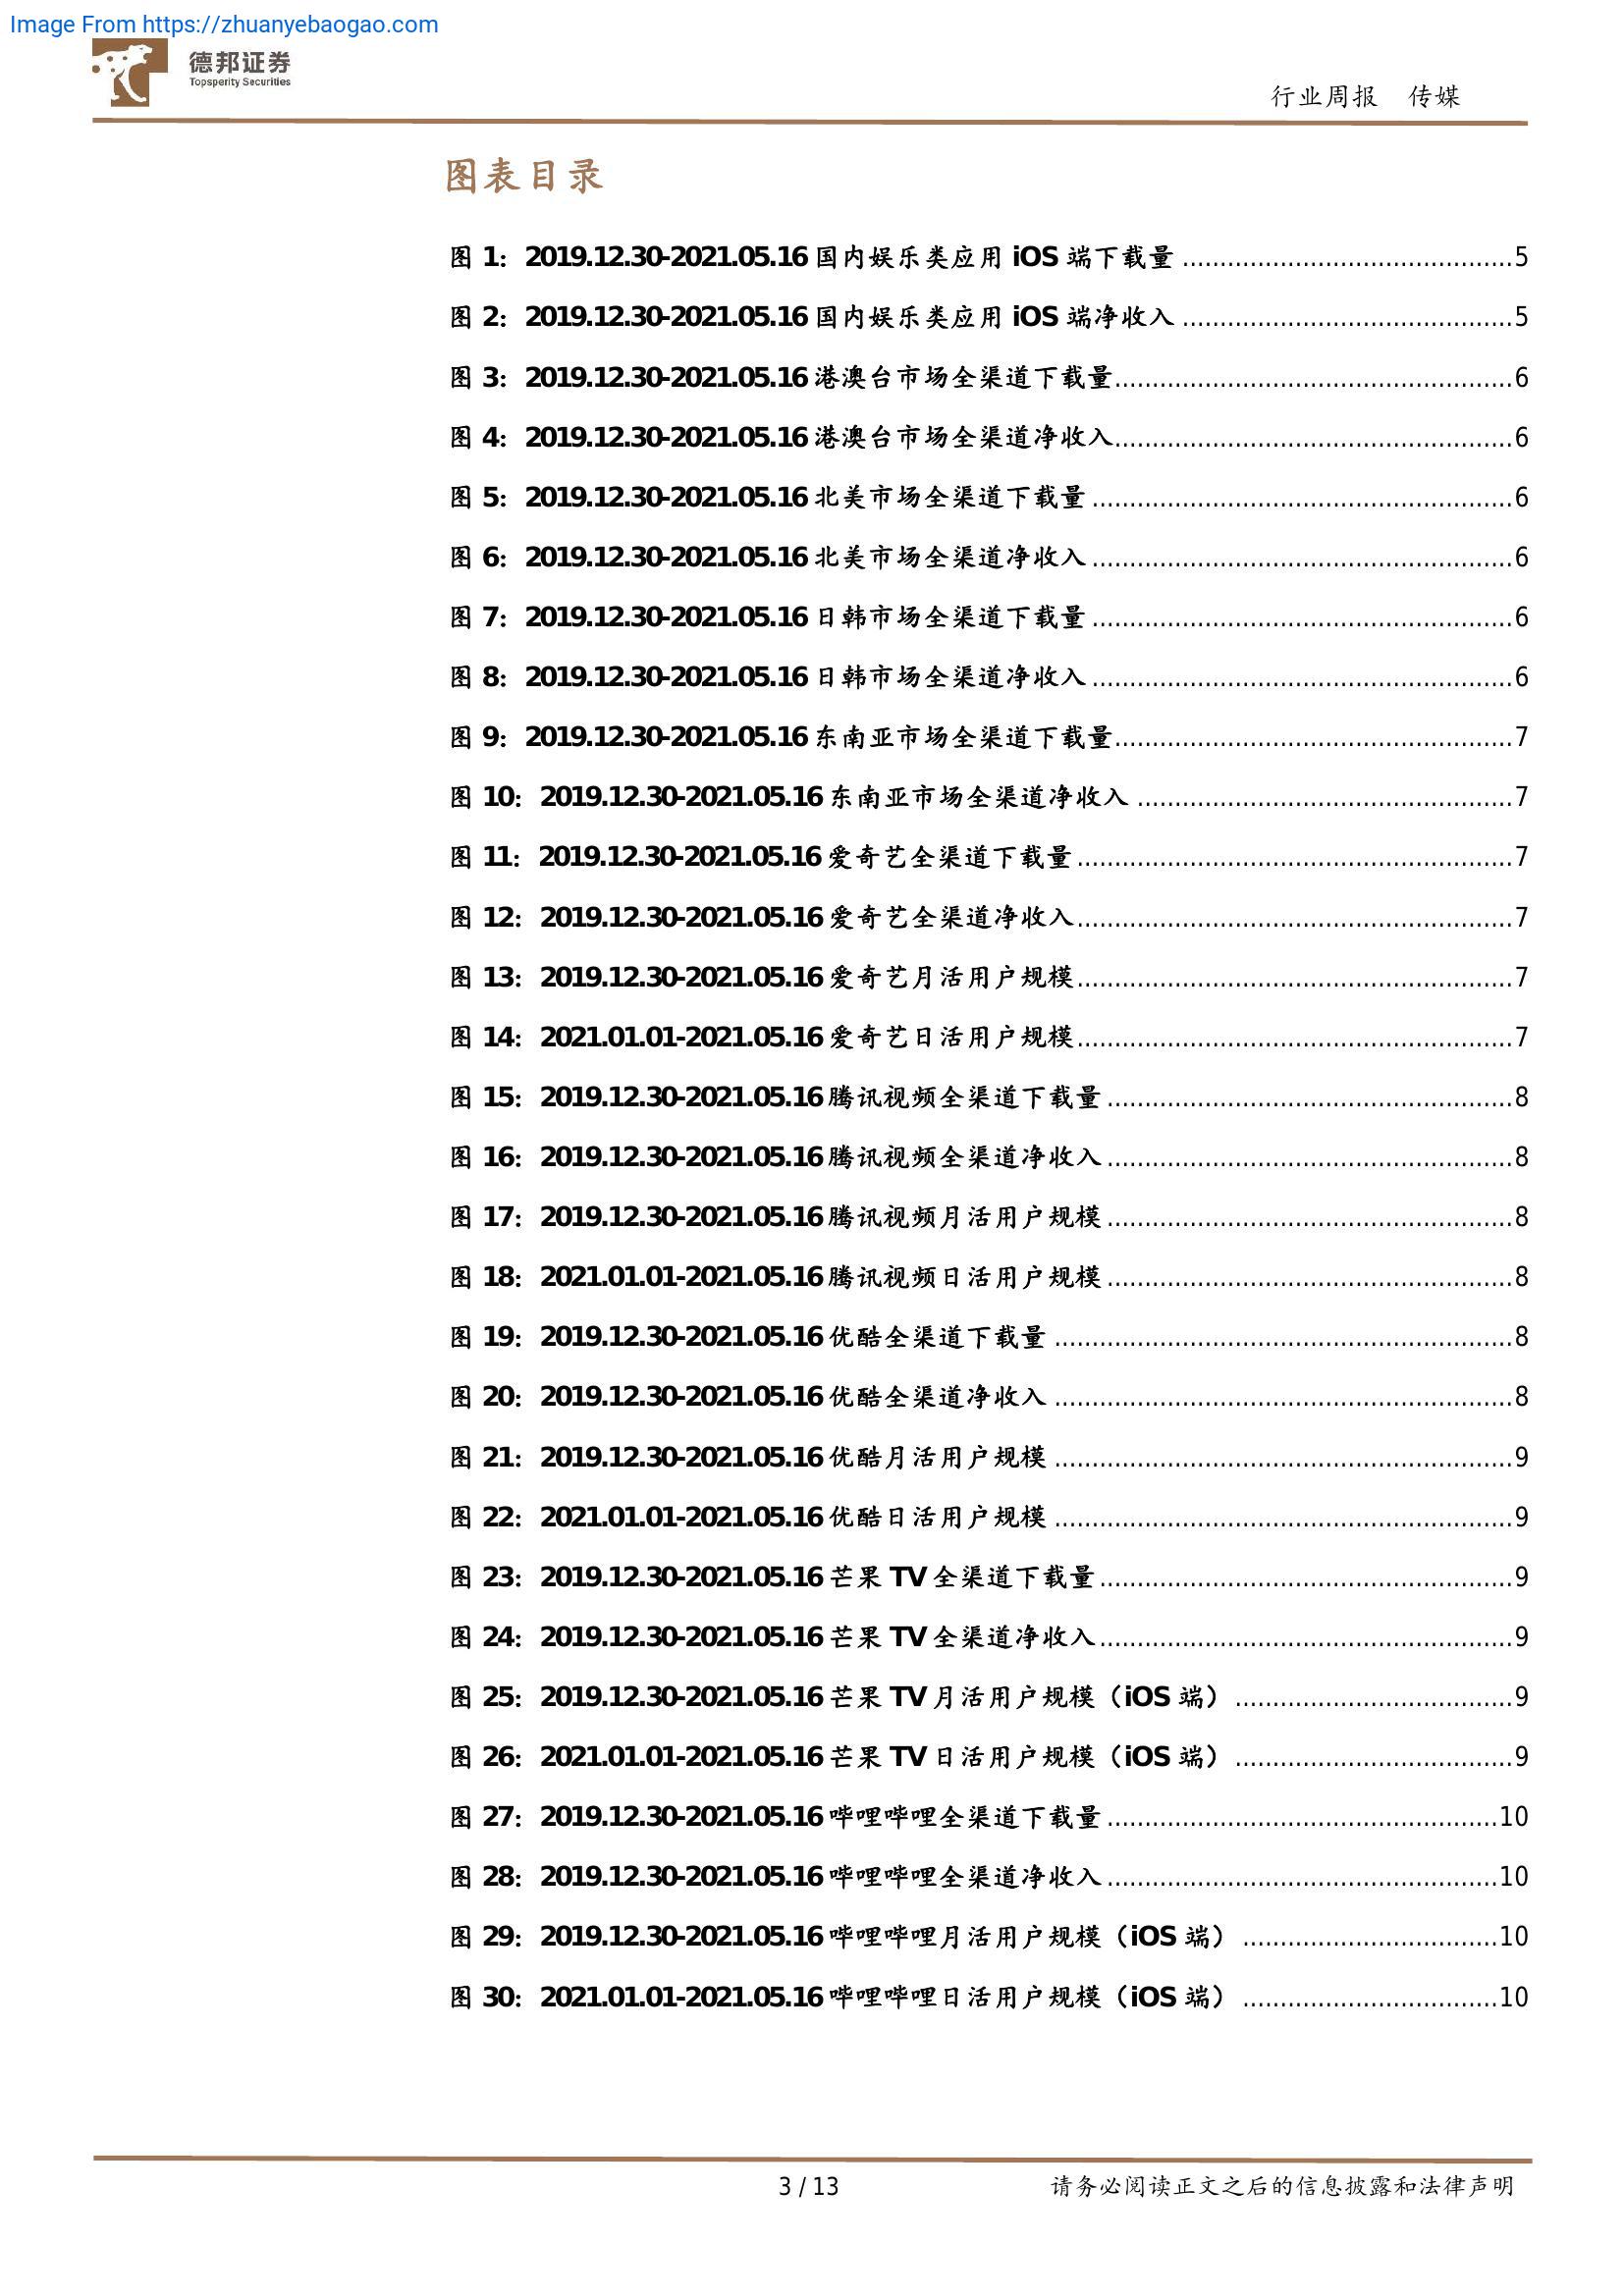 Image From https://zhuanyebaogao.com
德邦证券
Topsperity Securities
行业周报 传媒
图表目录
图 1：2019.12.30-2021.05.16 国内娱乐类应用 iOS 端下载量............................................5
图 2：2019.12.30-2021.05.16 国内娱乐类应用 iOS 端净收入............................................5
图 3：2019.12.30-2021.05.16 港澳台市场全渠道下载量.....................................................6
图 4：2019.12.30-2021.05.16 港澳台市场全渠道净收入.....................................................6
图 5：2019.12.30-2021.05.16 北美市场全渠道下载量........................................................6
图 6：2019.12.30-2021.05.16 北美市场全渠道净收入........................................................6
图 7：2019.12.30-2021.05.16 日韩市场全渠道下载量........................................................6
图 8：2019.12.30-2021.05.16 日韩市场全渠道净收入........................................................6
图 9：2019.12.30-2021.05.16 东南亚市场全渠道下载量.....................................................7
图 10：2019.12.30-2021.05.16 东南亚市场全渠道净收入..................................................7
图 11：2019.12.30-2021.05.16 爱奇艺全渠道下载量..........................................................7
图 12：2019.12.30-2021.05.16 爱奇艺全渠道净收入..........................................................7
图 13：2019.12.30-2021.05.16 爱奇艺月活用户规模..........................................................7
图 14：2021.01.01-2021.05.16 爱奇艺日活用户规模..........................................................7
图 15：2019.12.30-2021.05.16 腾讯视频全渠道下载量......................................................8
图 16：2019.12.30-2021.05.16 腾讯视频全渠道净收入......................................................8
图 17：2019.12.30-2021.05.16 腾讯视频月活用户规模......................................................8
图 18：2021.01.01-2021.05.16 腾讯视频日活用户规模......................................................8
图 19：2019.12.30-2021.05.16 优酷全渠道下载量.............................................................8
图 20：2019.12.30-2021.05.16 优酷全渠道净收入.............................................................8
图 21：2019.12.30-2021.05.16 优酷月活用户规模.............................................................9
图 22：2021.01.01-2021.05.16 优酷日活用户规模.............................................................9
图 23：2019.12.30-2021.05.16 芒果 TV 全渠道下载量.......................................................9
图 24：2019.12.30-2021.05.16 芒果 TV 全渠道净收入.......................................................9
图 25：2019.12.30-2021.05.16 芒果 TV 月活用户规模（iOS 端）.....................................9
图 26：2021.01.01-2021.05.16 芒果 TV 日活用户规模（iOS 端）.....................................9
图 27：2019.12.30-2021.05.16 哔哩哔哩全渠道下载量....................................................10
图 28：2019.12.30-2021.05.16 哔哩哔哩全渠道净收入....................................................10
图 29：2019.12.30-2021.05.16 哔哩哔哩月活用户规模（iOS 端）..................................10
图 30：2021.01.01-2021.05.16 哔哩哔哩日活用户规模（iOS 端）..................................10
3 / 13
请务必阅读正文之后的信息披露和法律声明